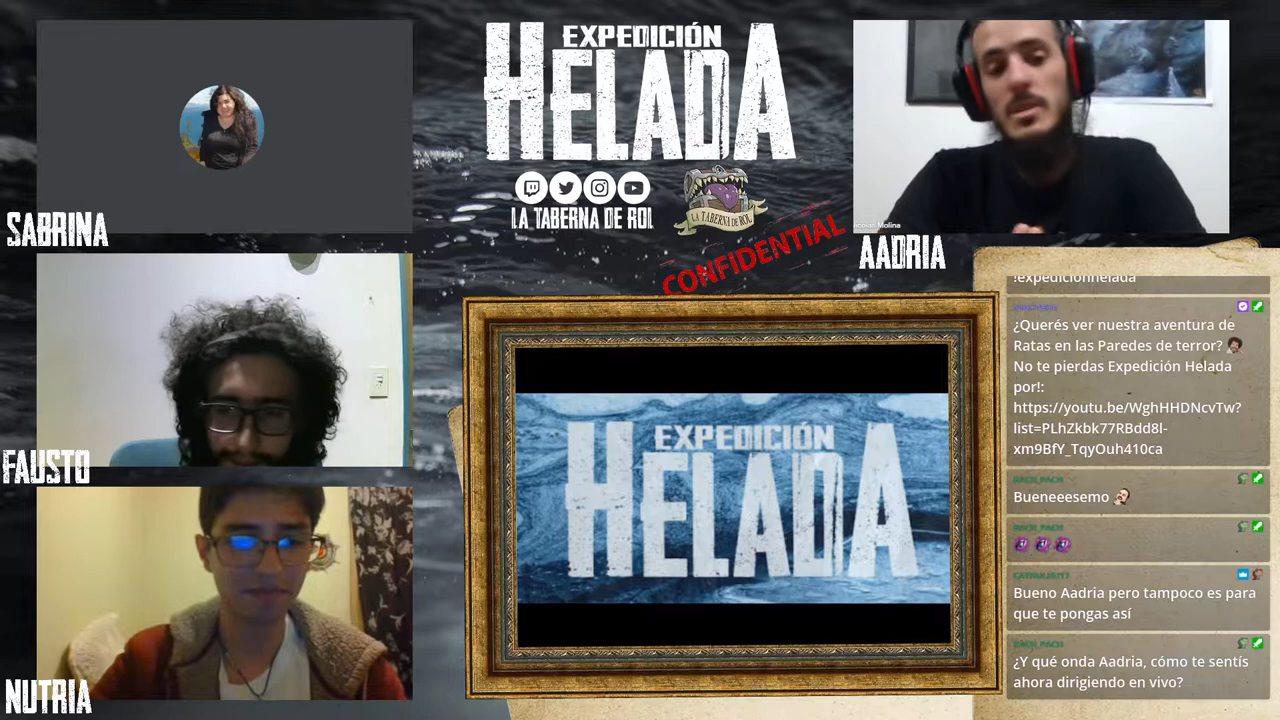 EXPEDICIÓN
HELADA
LA TABERNA DE ROL
LA TABERNA DE ROL
CONFIDENTIAL
SABRINA
Molina
AADRIA
FAUSTO
NUTRIA
EXPEDICIÓN
HELADA
!expedicionhelada
¿Querés ver nuestra aventura de
Ratas en las Paredes de terror?
No te pierdas Expedición Helada
por!:
https://youtu.be/WghHHDNcvTw?
list=PLhZkbk77RBdd8l-
xm9BfY_TqyOuh410ca
Bueneeesemo
Bueno Aadria pero tampoco es para
que te pongas así
¿Y qué onda Aadria, cómo te sentís
ahora dirigiendo en vivo?